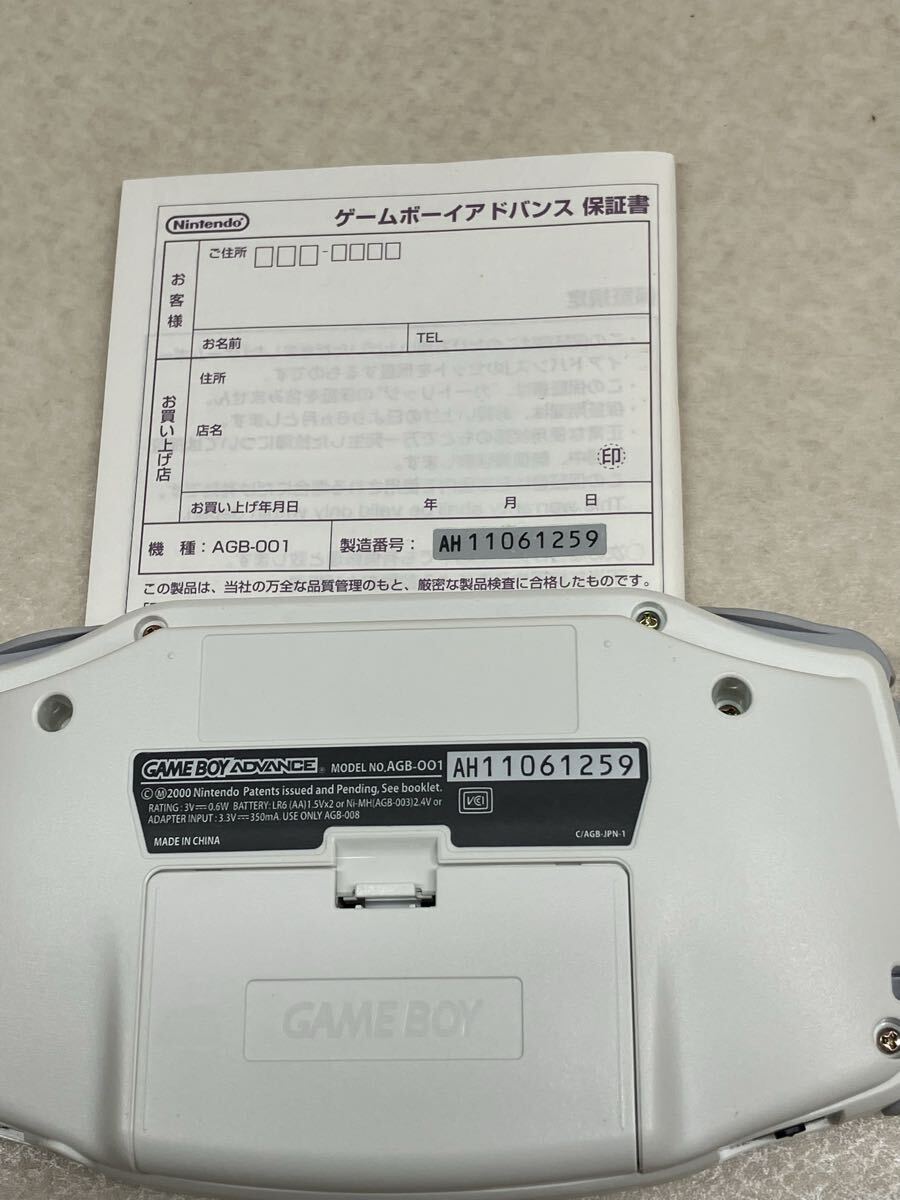 Nintendo
ゲームボーイアドバンス 保証書
お客様
ご住所 □□□-□□□□
お名前
TEL
お買い上げ店
住所
店名
印
お買い上げ年月日 年 月 日
機 種：AGB-001
製造番号：AH11061259
この製品は、当社の万全な品質管理のもと、厳密な製品検査に合格したものです。
GAME BOY ADVANCE® MODEL NO.AGB-001 AH11061259
©Ⓜ2000 Nintendo Patents issued and Pending, See booklet.
RATING : 3V⎓0.6W BATTERY: LR6 (AA)1.5Vx2 or Ni-MH(AGB-003)2.4V or
ADAPTER INPUT : 3.3V⎓350mA. USE ONLY AGB-008
VCI
MADE IN CHINA
C/AGB-JPN-1
GAME BOY